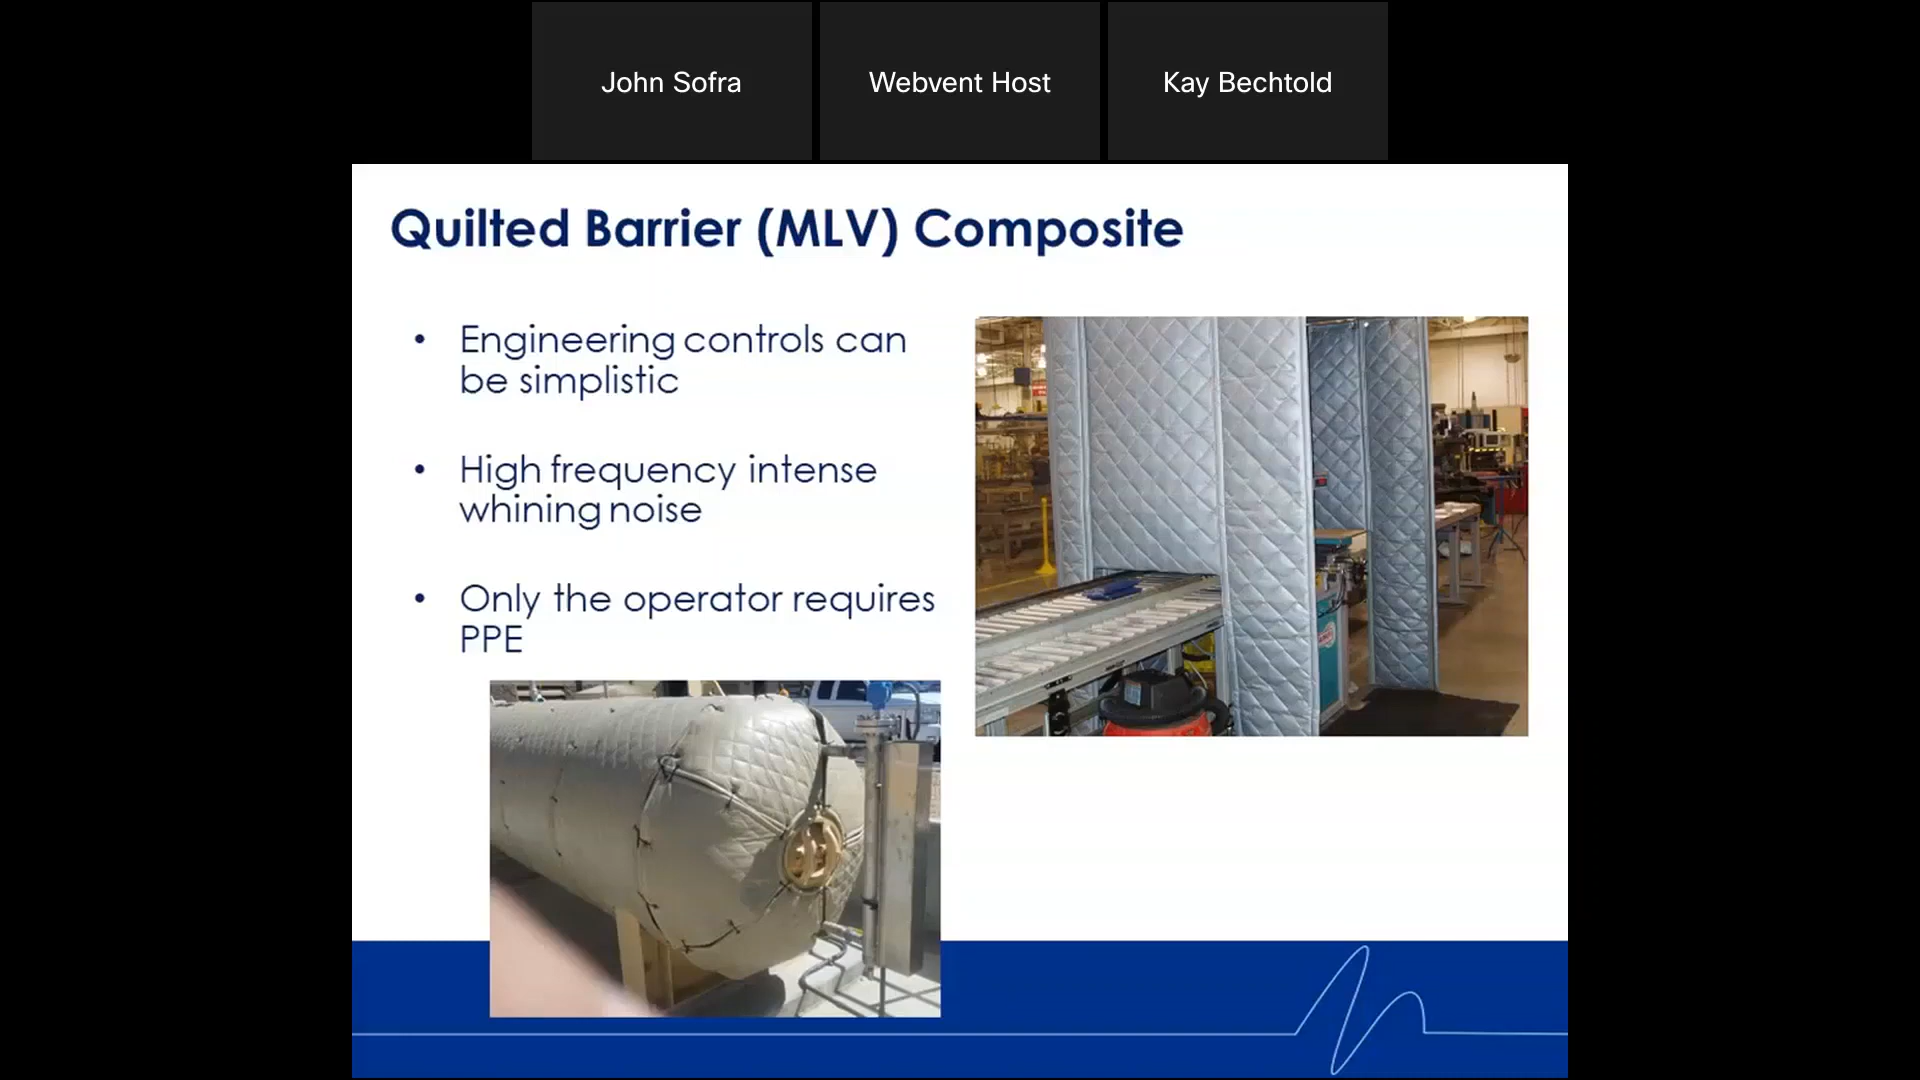 John Sofra
Webvent Host
Kay Bechtold
Quilted Barrier (MLV) Composite
• Engineering controls can
be simplistic
• High frequency intense
whining noise
• Only the operator requires
PPE